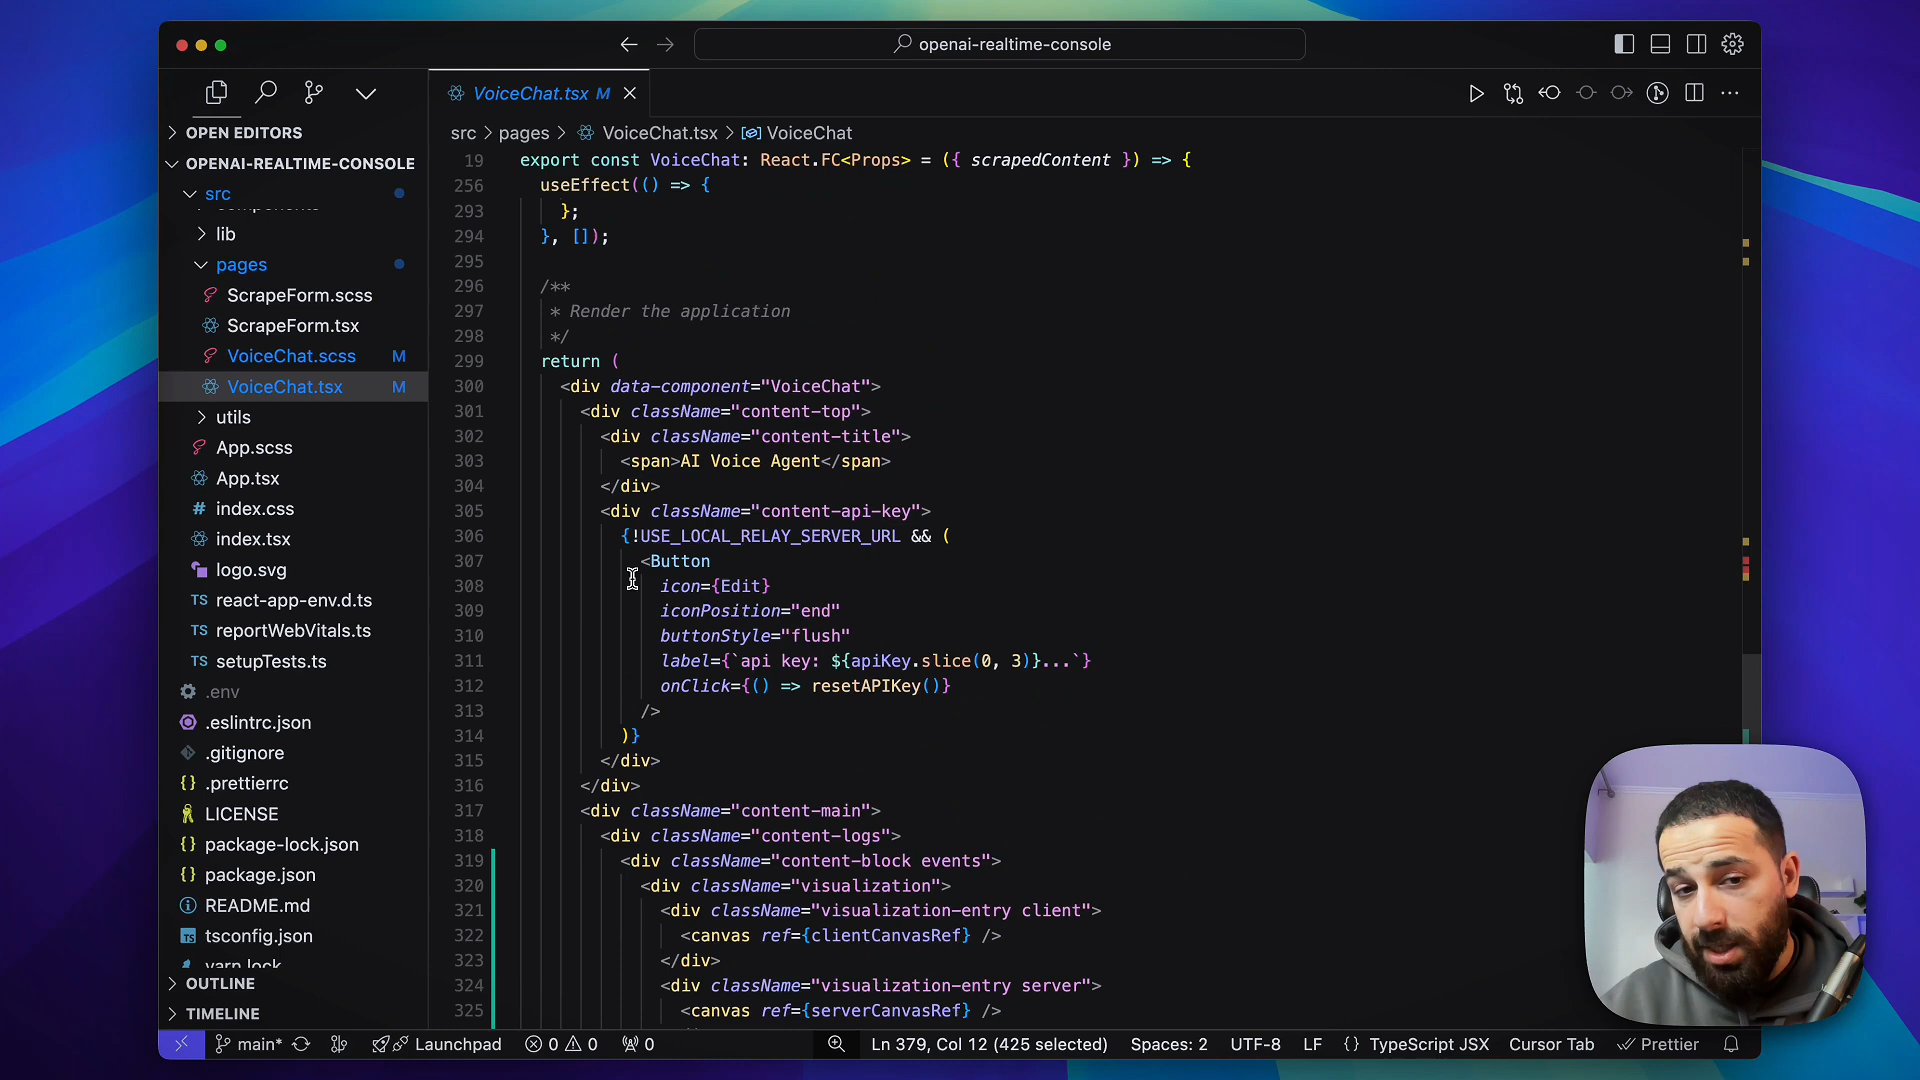 openai-realtime-console
VoiceChat.tsx M
OPEN EDITORS
OPENAI-REALTIME-CONSOLE
src
components
lib
pages
ScrapeForm.scss
ScrapeForm.tsx
VoiceChat.scss M
VoiceChat.tsx M
utils
App.scss
App.tsx
# index.css
index.tsx
logo.svg
TS react-app-env.d.ts
TS reportWebVitals.ts
TS setupTests.ts
.env
.eslintrc.json
.gitignore
{} .prettierrc
LICENSE
{} package-lock.json
{} package.json
README.md
TS tsconfig.json
yarn.lock
OUTLINE
TIMELINE
src > pages > VoiceChat.tsx > VoiceChat
19 export const VoiceChat: React.FC<Props> = ({ scrapedContent }) => {
256 useEffect(() => {
293 };
294 }, []);
295
296 /**
297 * Render the application
298 */
299 return (
300 <div data-component="VoiceChat">
301 <div className="content-top">
302 <div className="content-title">
303 <span>AI Voice Agent</span>
304 </div>
305 <div className="content-api-key">
306 {!USE_LOCAL_RELAY_SERVER_URL && (
307 <Button
308 icon={Edit}
309 iconPosition="end"
310 buttonStyle="flush"
311 label={`api key: ${apiKey.slice(0, 3)}...`}
312 onClick={() => resetAPIKey()}
313 />
314 )}
315 </div>
316 </div>
317 <div className="content-main">
318 <div className="content-logs">
319 <div className="content-block events">
320 <div className="visualization">
321 <div className="visualization-entry client">
322 <canvas ref={clientCanvasRef} />
323 </div>
324 <div className="visualization-entry server">
325 <canvas ref={serverCanvasRef} />
main* Launchpad 0 0 0 Ln 379, Col 12 (425 selected) Spaces: 2 UTF-8 LF {} TypeScript JSX Cursor Tab Prettier